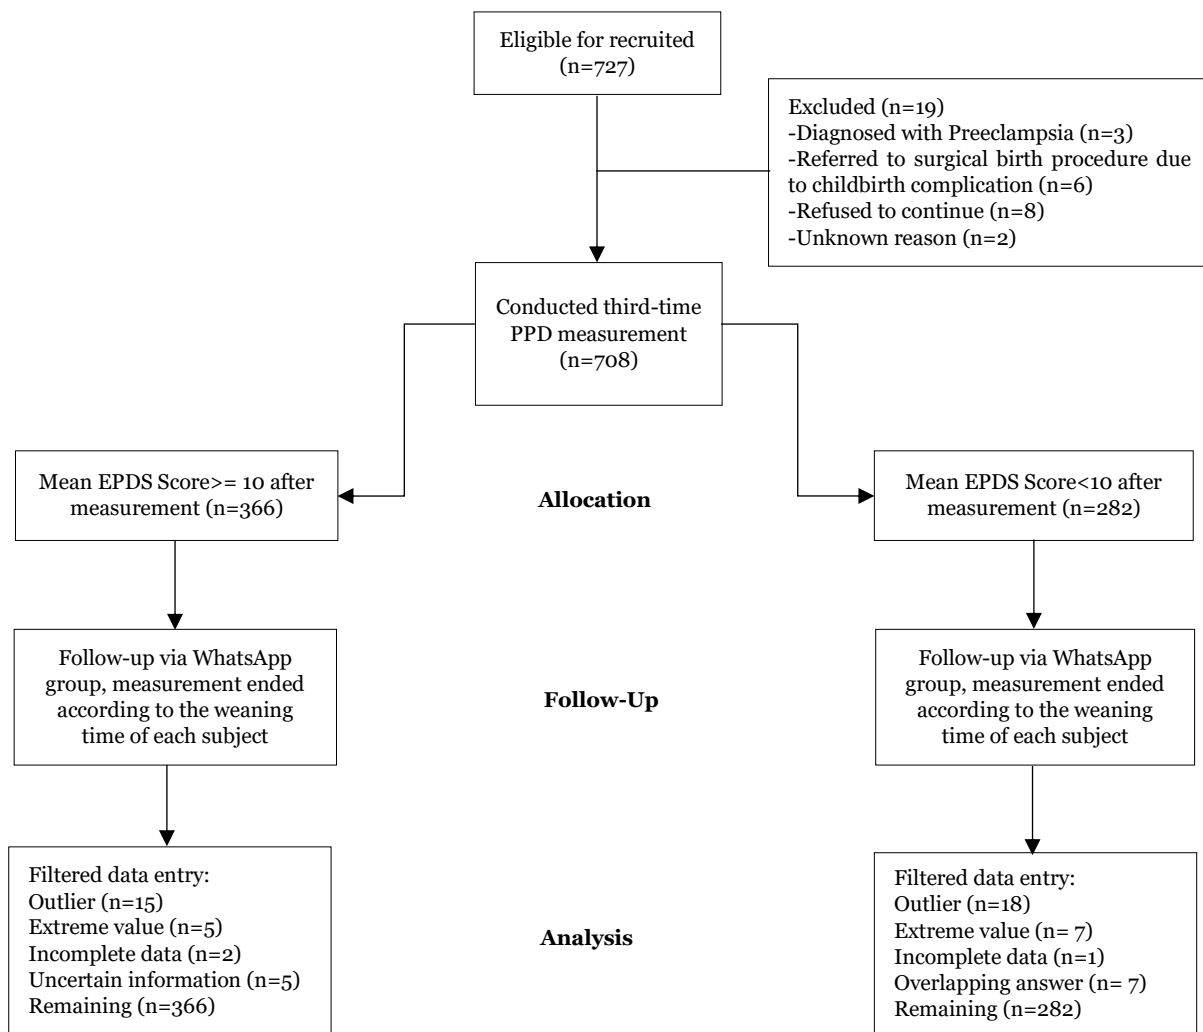 Eligible for recruited
(n=727)
Excluded (n=19)
-Diagnosed with Preeclampsia (n=3)
-Referred to surgical birth procedure due
to childbirth complication (n=6)
-Refused to continue (n=8)
-Unknown reason (n=2)
Conducted third-time
PPD measurement
(n=708)
Mean EPDS Score>= 10 after
measurement (n=366)
Allocation
Mean EPDS Score<10 after
measurement (n=282)
Follow-up via WhatsApp
group, measurement ended
according to the weaning
time of each subject
Follow-Up
Follow-up via WhatsApp
group, measurement ended
according to the weaning
time of each subject
Filtered data entry:
Outlier (n=15)
Extreme value (n=5)
Incomplete data (n=2)
Uncertain information (n=5)
Remaining (n=366)
Analysis
Filtered data entry:
Outlier (n=18)
Extreme value (n= 7)
Incomplete data (n=1)
Overlapping answer (n= 7)
Remaining (n=282)